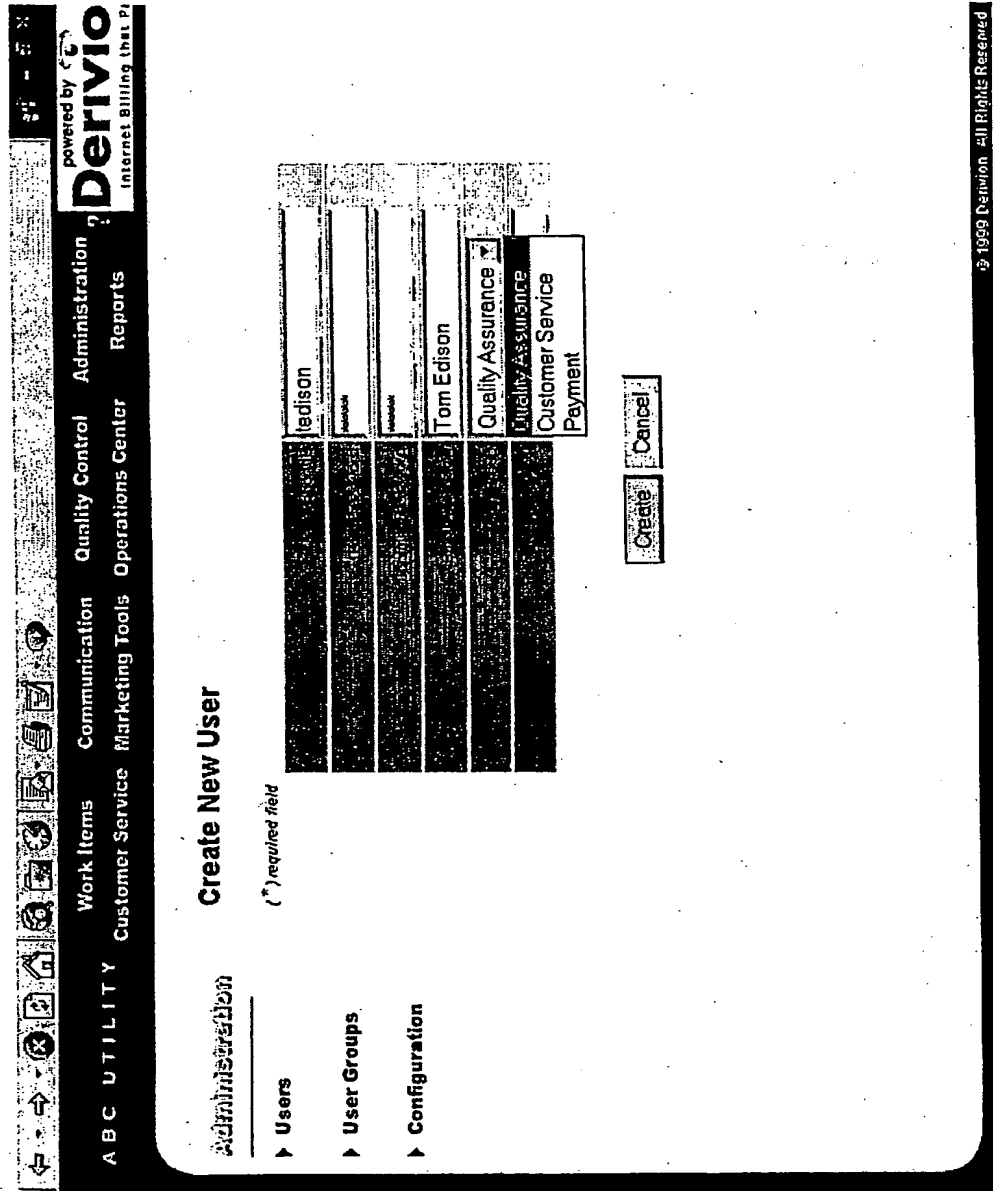 powered by
Derivio
Internet Billing that
?
ABC UTILITY
Work Items Communication Quality Control Administration
Customer Service Marketing Tools Operations Center Reports
Administration
Users
User Groups
Configuration
Create New User
(*) required field
tedison
*****
*****
Tom Edison
Quality Assurance
Quality Assurance
Customer Service
Payment
Create Cancel
© 1999 Derivion All Rights Reserved